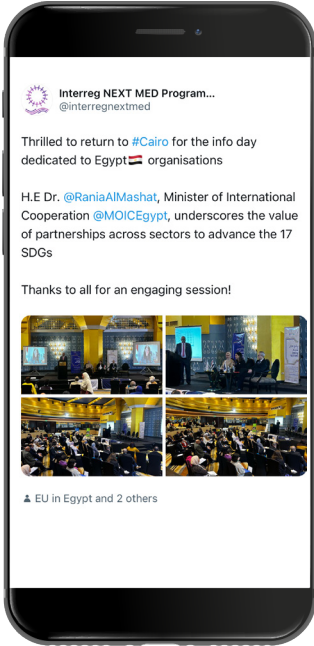 Interreg NEXT MED Program...
@interregnextmed
Thrilled to return to #Cairo for the info day
dedicated to Egypt🇪🇬 organisations
H.E Dr. @RaniaAlMashat, Minister of International
Cooperation @MOICEgypt, underscores the value
of partnerships across sectors to advance the 17
SDGs
Thanks to all for an engaging session!
EU in Egypt and 2 others